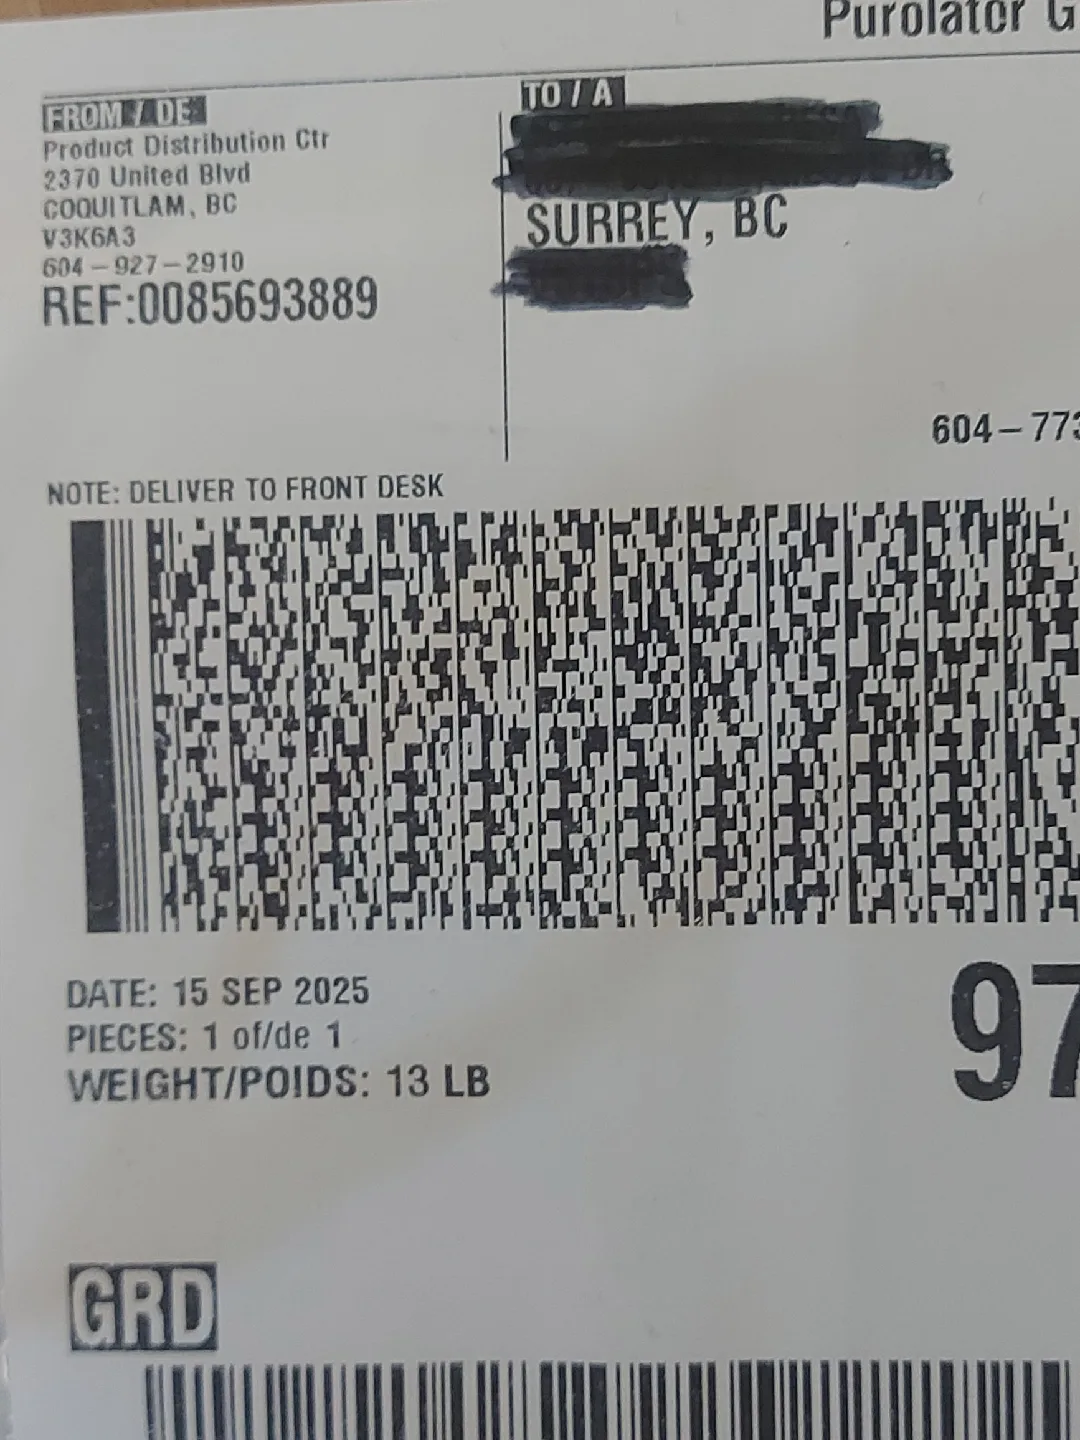 Purolator G
FROM / DE
Product Distribution Ctr
2370 United Blvd
COQUITLAM, BC
V3K6A3
604-927-2910
REF:0085693889
TO / A
DR
SURREY, BC
604-773
NOTE: DELIVER TO FRONT DESK
DATE: 15 SEP 2025
PIECES: 1 of/de 1
WEIGHT/POIDS: 13 LB
97
GRD